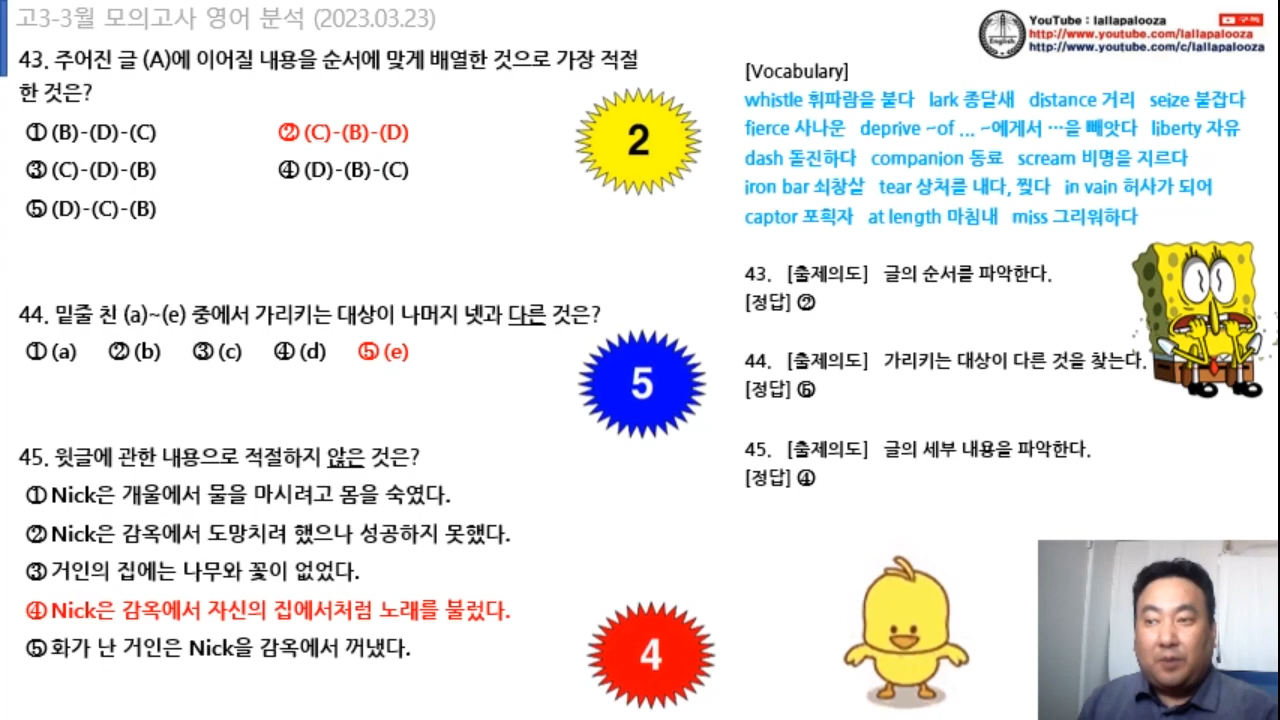 고3-3월 모의고사 영어 분석 (2023.03.23)
43. 주어진 글 (A)에 이어질 내용을 순서에 맞게 배열한 것으로 가장 적절
한 것은?
① (B)-(D)-(C) ② (C)-(B)-(D)
③ (C)-(D)-(B) ④ (D)-(B)-(C)
⑤ (D)-(C)-(B)
2
44. 밑줄 친 (a)~(e) 중에서 가리키는 대상이 나머지 넷과 다른 것은?
① (a) ② (b) ③ (c) ④ (d) ⑤ (e)
5
45. 윗글에 관한 내용으로 적절하지 않은 것은?
① Nick은 개울에서 물을 마시려고 몸을 숙였다.
② Nick은 감옥에서 도망치려 했으나 성공하지 못했다.
③ 거인의 집에는 나무와 꽃이 없었다.
④ Nick은 감옥에서 자신의 집에서처럼 노래를 불렀다.
⑤ 화가 난 거인은 Nick을 감옥에서 꺼냈다.
4
English
YouTube : lallapalooza
구독
http://www.youtube.com/lallapalooza
http://www.youtube.com/c/lallapalooza
[Vocabulary]
whistle 휘파람을 불다 lark 종달새 distance 거리 seize 붙잡다
fierce 사나운 deprive ~of ... ~에게서 …을 빼앗다 liberty 자유
dash 돌진하다 companion 동료 scream 비명을 지르다
iron bar 쇠창살 tear 상처를 내다, 찢다 in vain 허사가 되어
captor 포획자 at length 마침내 miss 그리워하다
43. [출제의도] 글의 순서를 파악한다.
[정답] ②
44. [출제의도] 가리키는 대상이 다른 것을 찾는다.
[정답] ⑤
45. [출제의도] 글의 세부 내용을 파악한다.
[정답] ④